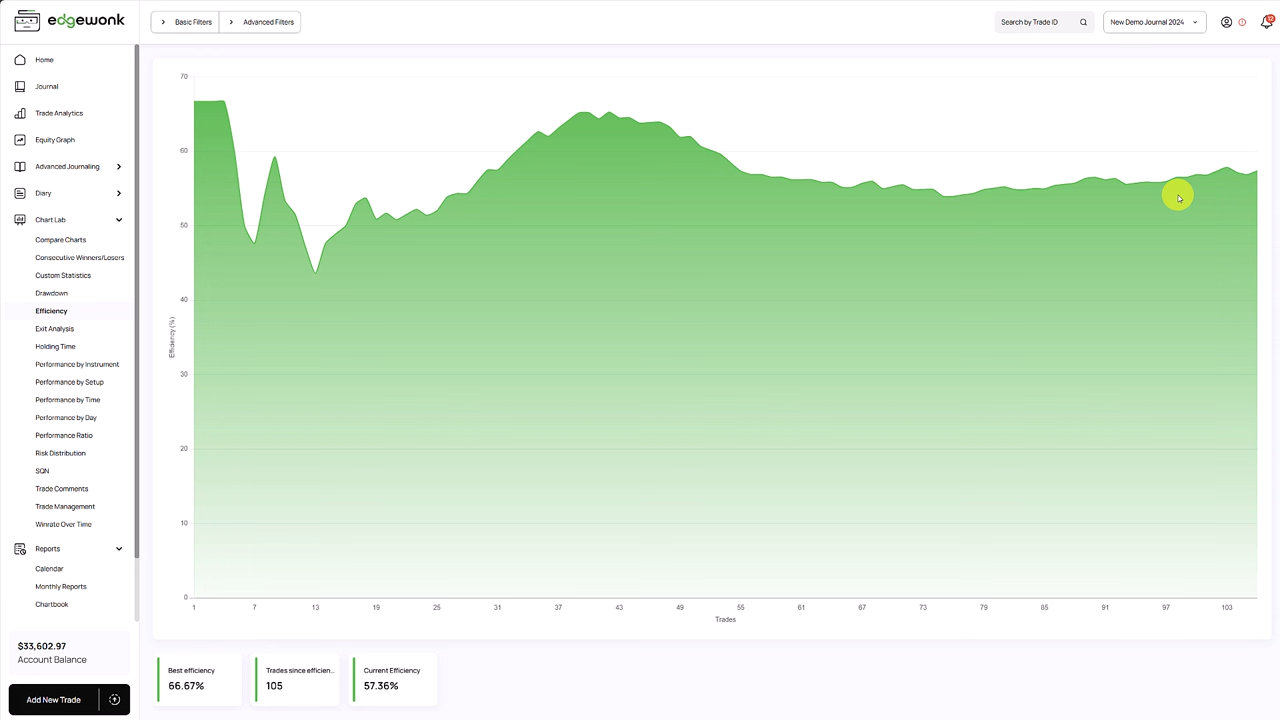 edgewonk
Basic Filters
Advanced Filters
Search by Trade ID
New Demo Journal 2024
12
Home
Journal
Trade Analytics
Equity Graph
Advanced Journaling
Diary
Chart Lab
Compare Charts
Consecutive Winners/Losers
Custom Statistics
Drawdown
Efficiency
Exit Analysis
Holding Time
Performance by Instrument
Performance by Setup
Performance by Time
Performance by Day
Performance Ratio
Risk Distribution
SQN
Trade Comments
Trade Management
Winrate Over Time
Reports
Calendar
Monthly Reports
Chartbook
$33,602.97
Account Balance
Add New Trade
70
60
50
40
30
20
10
0
Efficiency (%)
1 7 13 19 25 31 37 43 49 55 61 67 73 79 85 91 97 103
Trades
Best efficiency
66.67%
Trades since efficien...
105
Current Efficiency
57.36%